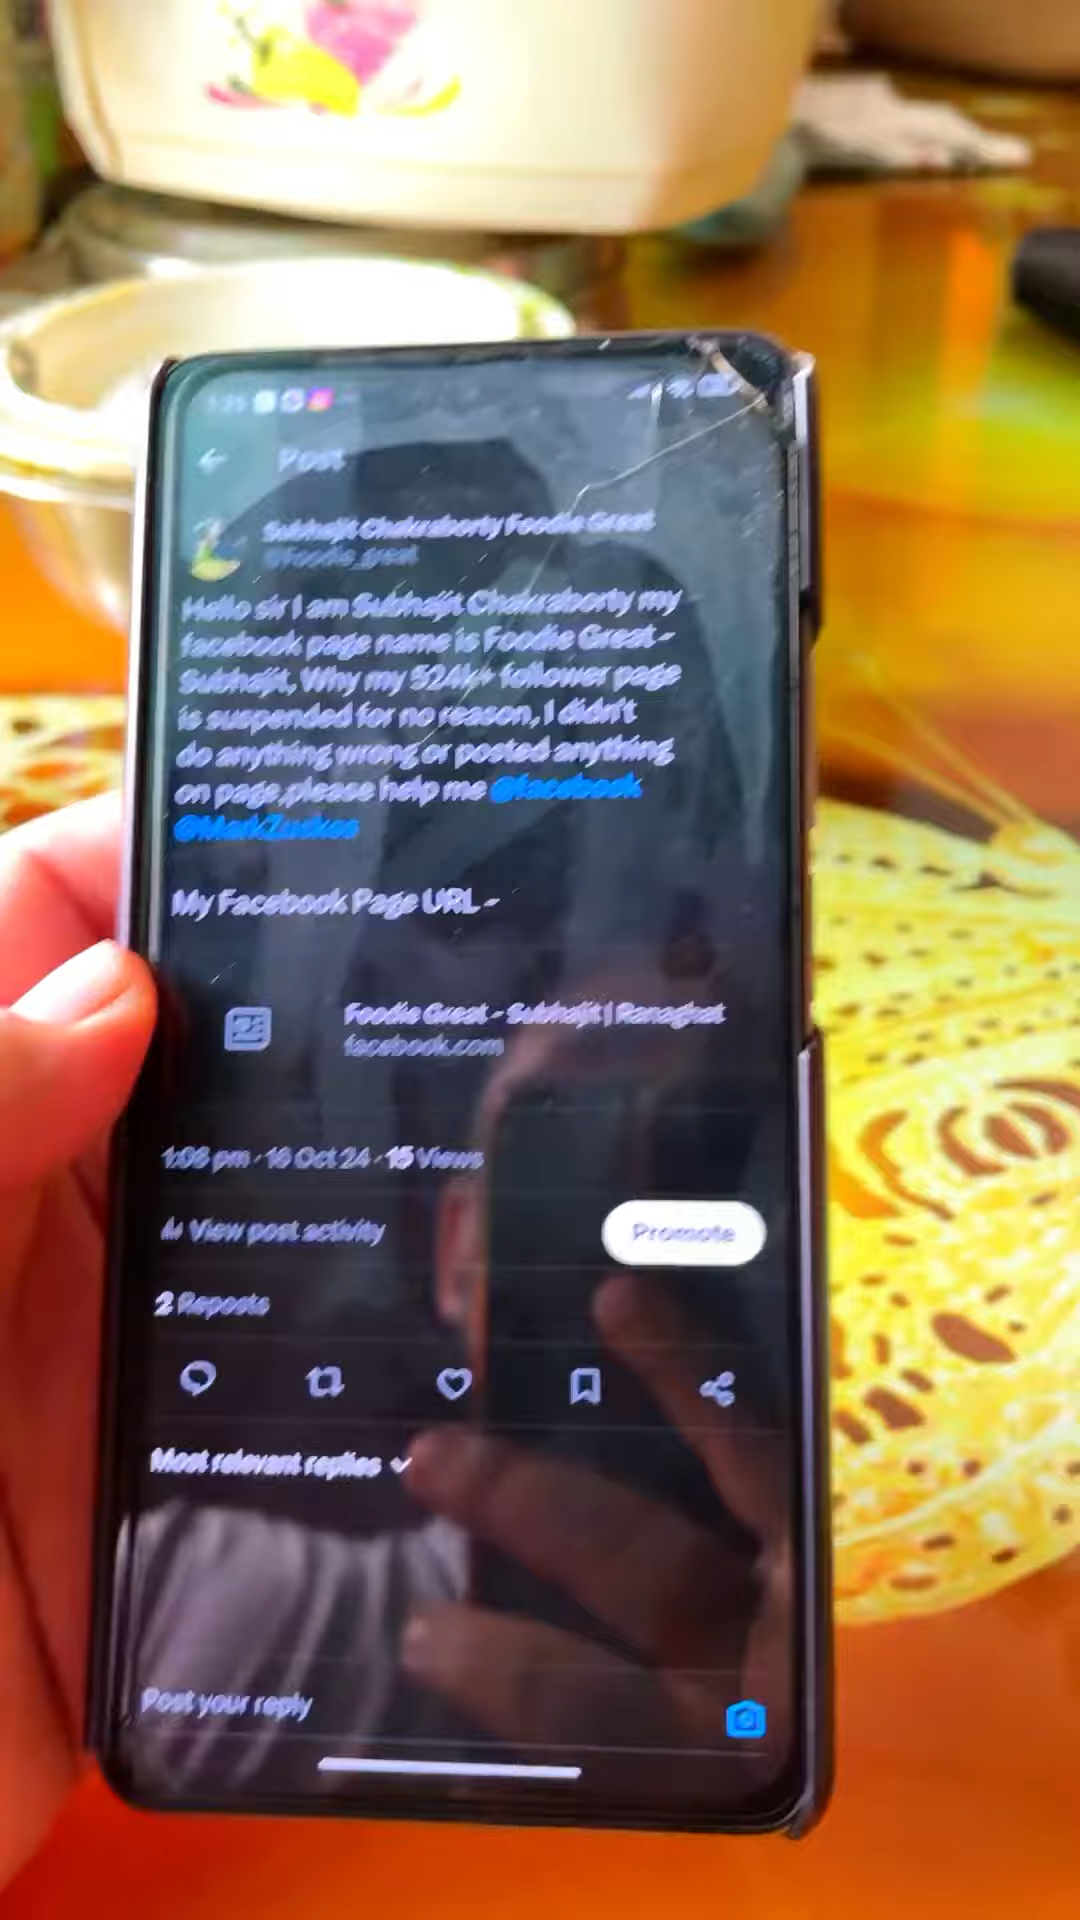 Post
Subhajit Chakraborty Foodie Great
@Foodie_great
Hello sir I am Subhajit Chakraborty my
facebook page name is Foodie Great -
Subhajit, Why my 524k+ follower page
is suspended for no reason, I didn't
do anything wrong or posted anything
on page,please help me @facebook
My Facebook Page URL -
Foodie Great - Subhajit | Ranaghat
facebook.com
1:08 pm · 16 Oct 24 · 15 Views
View post activity
Promote
2 Reposts
Most relevant replies
Post your reply